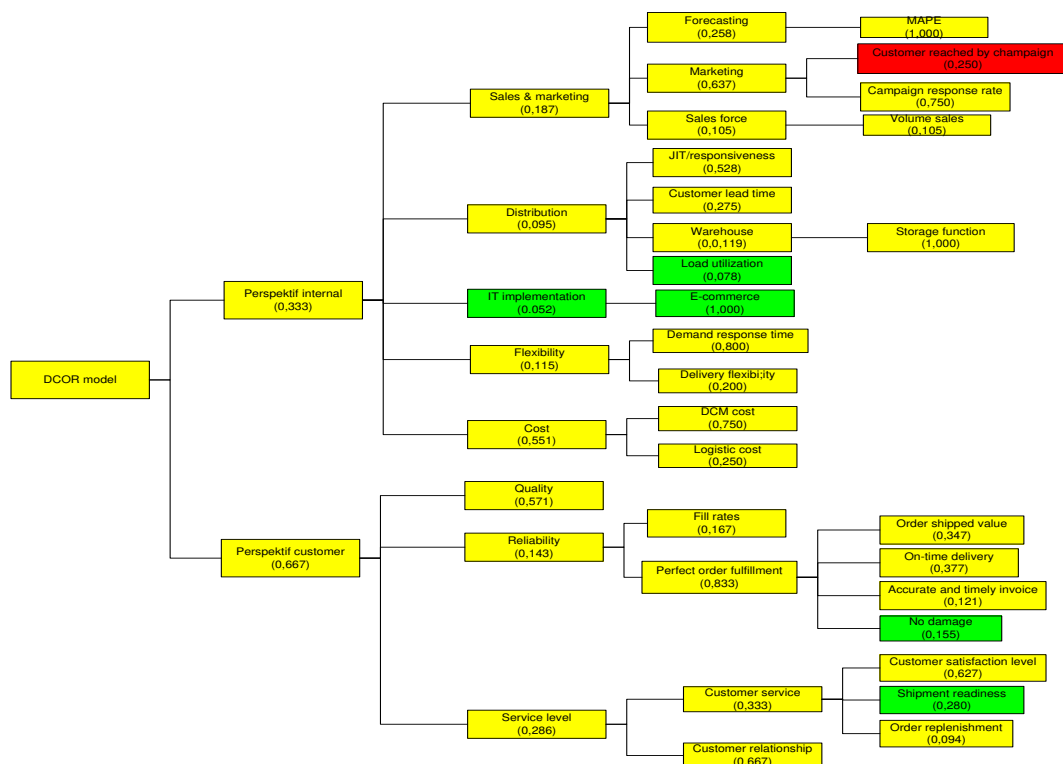 Forecasting
(0,258)
MAPE
(1,000)
Customer reached by champaign
(0,250)
Marketing
(0,637)
Sales & marketing
(0,187)
Campaign response rate
(0,750)
Sales force
(0,105)
Volume sales
(0,105)
JIT/responsiveness
(0,528)
Customer lead time
(0,275)
Distribution
(0,095)
Warehouse
(0,0,119)
Storage function
(1,000)
Load utilization
(0,078)
Perspektif internal
(0,333)
IT implementation
(0.052)
E-commerce
(1,000)
Demand response time
(0,800)
Flexibility
(0,115)
Delivery flexibi;ity
(0,200)
DCOR model
DCM cost
(0,750)
Cost
(0,551)
Logistic cost
(0,250)
Quality
(0,571)
Fill rates
(0,167)
Order shipped value
(0,347)
Reliability
(0,143)
Perspektif customer
(0,667)
Perfect order fulfillment
(0,833)
On-time delivery
(0,377)
Accurate and timely invoice
(0,121)
No damage
(0,155)
Customer satisfaction level
(0,627)
Customer service
(0,333)
Shipment readiness
(0,280)
Service level
(0,286)
Order replenishment
(0,094)
Customer relationship
(0,667)